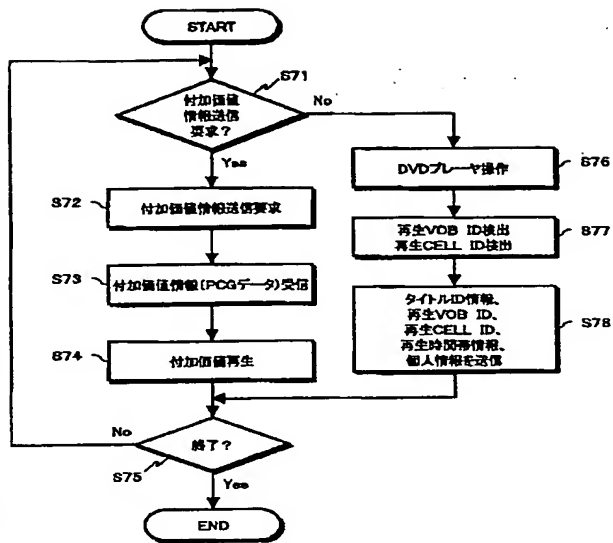 START
S71
付加価値
情報送信
要求？
No
Yes
DVDプレーヤ操作
S76
S72
付加価値情報送信要求
再生VOB ID検出
再生CELL ID検出
S77
S73
付加価値情報(PCGデータ)受信
タイトルID情報、
再生VOB ID、
再生CELL ID、
再生時間帯情報、
個人情報を送信
S78
S74
付加価値再生
No
終了？
S75
Yes
END